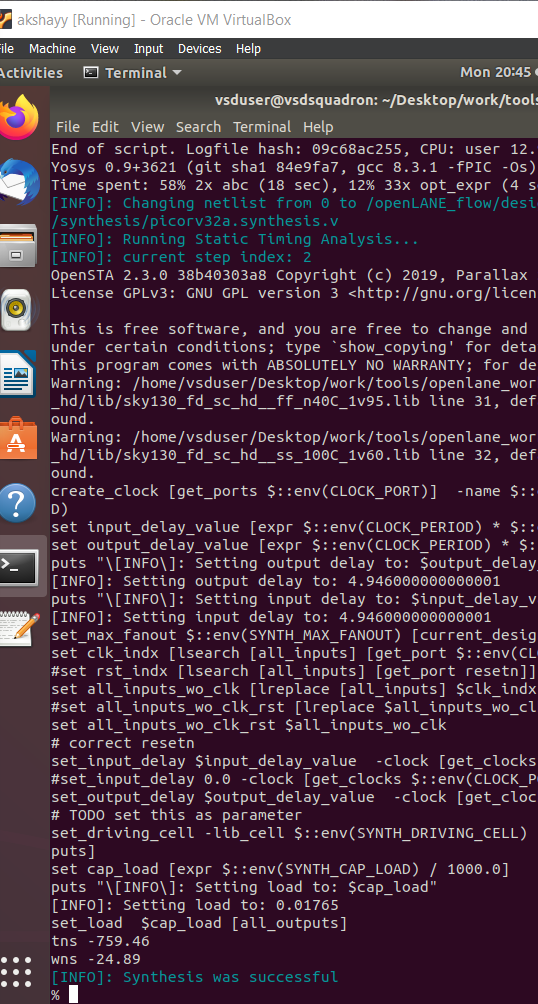 akshayy [Running] - Oracle VM VirtualBox
File Machine View Input Devices Help
Activities Terminal Mon 20:45
vsduser@vsdsquadron: ~/Desktop/work/tools
File Edit View Search Terminal Help
End of script. Logfile hash: 09c68ac255, CPU: user 12.
Yosys 0.9+3621 (git sha1 84e9fa7, gcc 8.3.1 -fPIC -Os)
Time spent: 58% 2x abc (18 sec), 12% 33x opt_expr (4 s
[INFO]: Changing netlist from 0 to /openLANE_flow/desi
/synthesis/picorv32a.synthesis.v
[INFO]: Running Static Timing Analysis...
[INFO]: current step index: 2
OpenSTA 2.3.0 38b40303a8 Copyright (c) 2019, Parallax
License GPLv3: GNU GPL version 3 <http://gnu.org/licen
This is free software, and you are free to change and
under certain conditions; type `show_copying' for deta
This program comes with ABSOLUTELY NO WARRANTY; for de
Warning: /home/vsduser/Desktop/work/tools/openlane_wor
_hd/lib/sky130_fd_sc_hd__ff_n40C_1v95.lib line 31, def
ound.
Warning: /home/vsduser/Desktop/work/tools/openlane_wor
_hd/lib/sky130_fd_sc_hd__ss_100C_1v60.lib line 32, def
ound.
create_clock [get_ports $::env(CLOCK_PORT)]  -name $::
D)
set input_delay_value [expr $::env(CLOCK_PERIOD) * $::
set output_delay_value [expr $::env(CLOCK_PERIOD) * $:
puts "\[INFO\]: Setting output delay to: $output_delay_
[INFO]: Setting output delay to: 4.946000000000001
puts "\[INFO\]: Setting input delay to: $input_delay_v
[INFO]: Setting input delay to: 4.946000000000001
set_max_fanout $::env(SYNTH_MAX_FANOUT) [current_desig
set clk_indx [lsearch [all_inputs] [get_port $::env(CLO
#set rst_indx [lsearch [all_inputs] [get_port resetn]]
set all_inputs_wo_clk [lreplace [all_inputs] $clk_indx
#set all_inputs_wo_clk_rst [lreplace $all_inputs_wo_cl
set all_inputs_wo_clk_rst $all_inputs_wo_clk
# correct resetn
set_input_delay $input_delay_value  -clock [get_clocks
#set_input_delay 0.0 -clock [get_clocks $::env(CLOCK_P
set_output_delay $output_delay_value  -clock [get_cloc
# TODO set this as parameter
set_driving_cell -lib_cell $::env(SYNTH_DRIVING_CELL)
puts]
set cap_load [expr $::env(SYNTH_CAP_LOAD) / 1000.0]
puts "\[INFO\]: Setting load to: $cap_load"
[INFO]: Setting load to: 0.01765
set_load  $cap_load [all_outputs]
tns -759.46
wns -24.89
[INFO]: Synthesis was successful
%